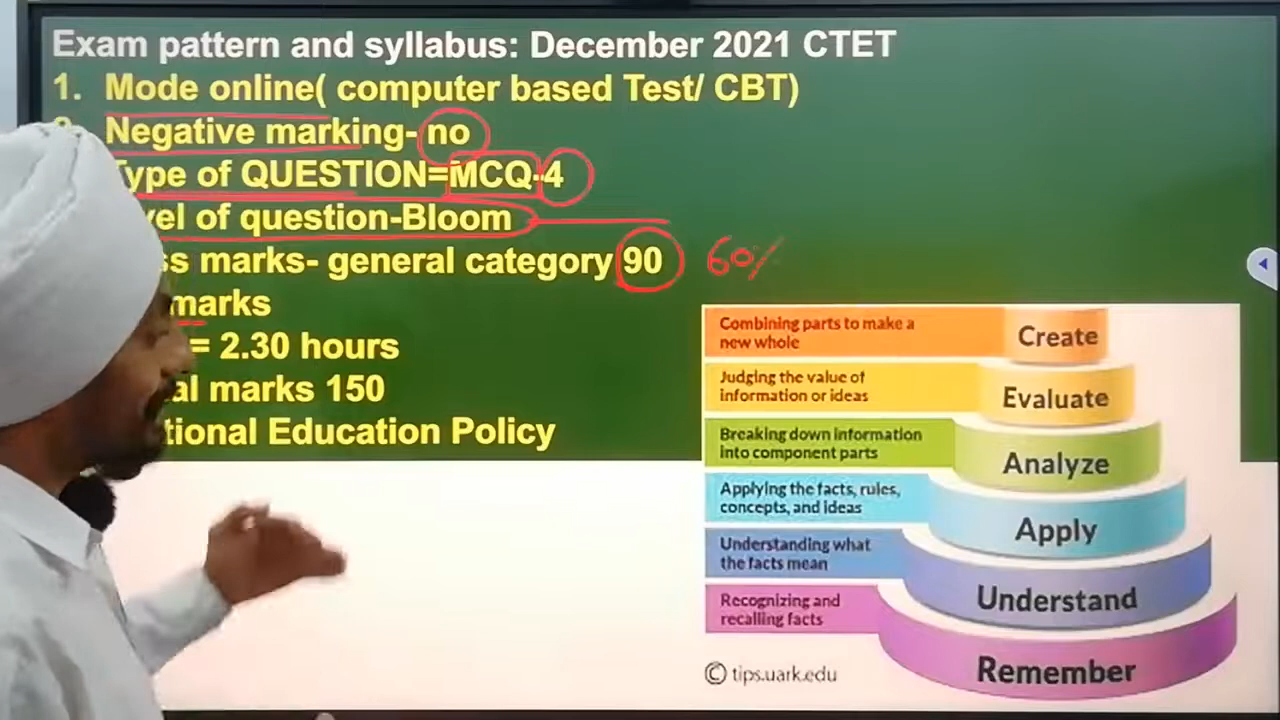 Exam pattern and syllabus: December 2021 CTET
1. Mode online( computer based Test/ CBT)
Negative marking- no
Type of QUESTION=MCQ-4
of question-Bloom
marks- general category 90 60%
marks
= 2.30 hours
marks 150
Education Policy
Combining parts to make a
new whole
Create
Judging the value of
information or ideas
Evaluate
Breaking down information
into component parts
Analyze
Applying the facts, rules,
concepts, and ideas
Apply
Understanding what
the facts mean
Understand
Recognizing and
recalling facts
Remember
© tips.uark.edu